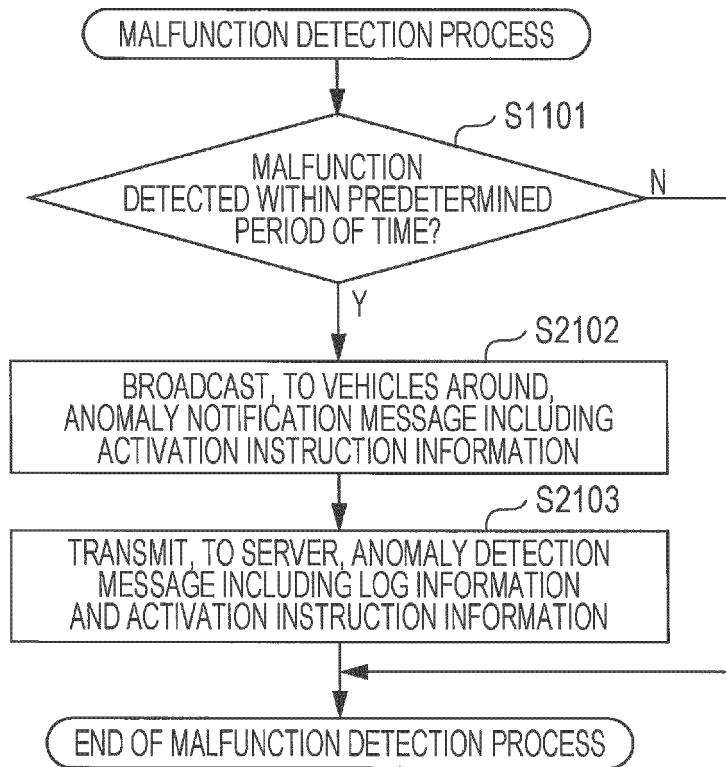 MALFUNCTION DETECTION PROCESS
S1101
MALFUNCTION
DETECTED WITHIN PREDETERMINED
PERIOD OF TIME?
N
Y
S2102
BROADCAST, TO VEHICLES AROUND,
ANOMALY NOTIFICATION MESSAGE INCLUDING
ACTIVATION INSTRUCTION INFORMATION
S2103
TRANSMIT, TO SERVER, ANOMALY DETECTION
MESSAGE INCLUDING LOG INFORMATION
AND ACTIVATION INSTRUCTION INFORMATION
END OF MALFUNCTION DETECTION PROCESS